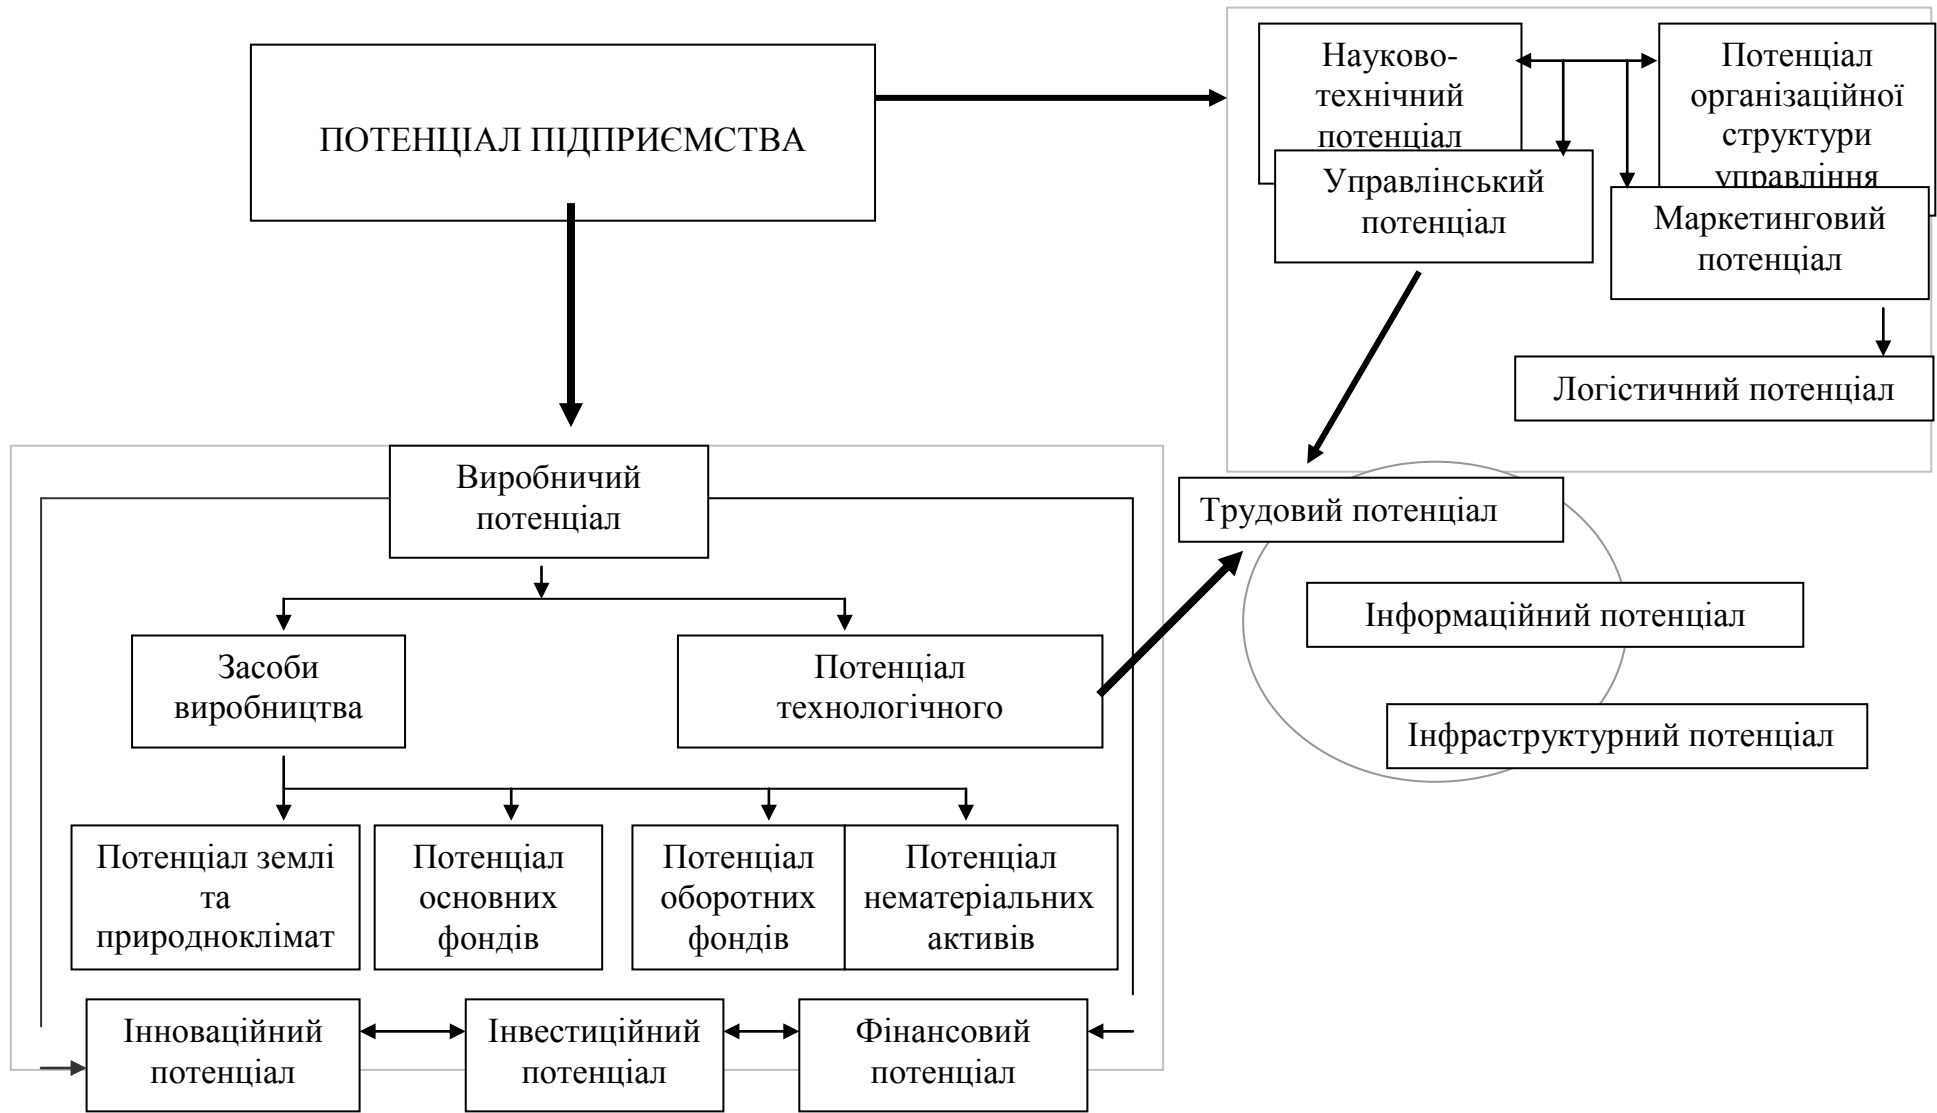 ПОТЕНЦІАЛ ПІДПРИЄМСТВА
Науково-
технічний
потенціал
Потенціал
організаційної
структури
управління
Управлінський
потенціал
Маркетинговий
потенціал
Логістичний потенціал
Виробничий
потенціал
Трудовий потенціал
Інформаційний потенціал
Інфраструктурний потенціал
Засоби
виробництва
Потенціал
технологічного
Потенціал землі
та
природноклімат
Потенціал
основних
фондів
Потенціал
оборотних
фондів
Потенціал
нематеріальних
активів
Інноваційний
потенціал
Інвестиційний
потенціал
Фінансовий
потенціал